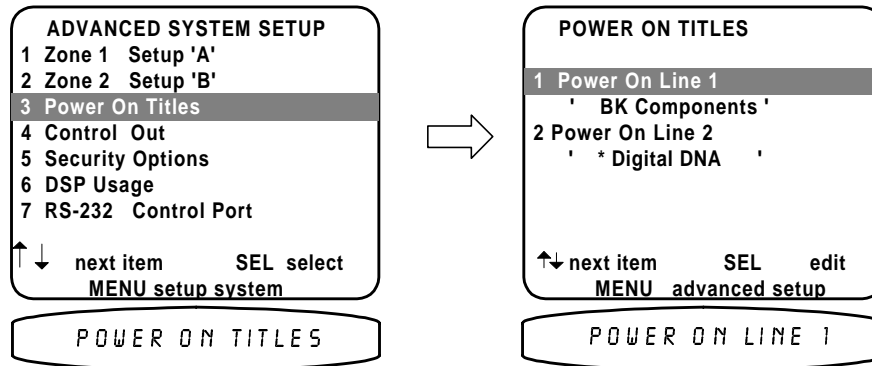 ADVANCED SYSTEM SETUP
1 Zone 1 Setup 'A'
2 Zone 2 Setup 'B'
3 Power On Titles
4 Control Out
5 Security Options
6 DSP Usage
7 RS-232 Control Port
↑↓ next item SEL select
MENU setup system
POWER ON TITLES
POWER ON TITLES
1 Power On Line 1
' BK Components '
2 Power On Line 2
' * Digital DNA '
↑↓ next item SEL edit
MENU advanced setup
POWER ON LINE 1